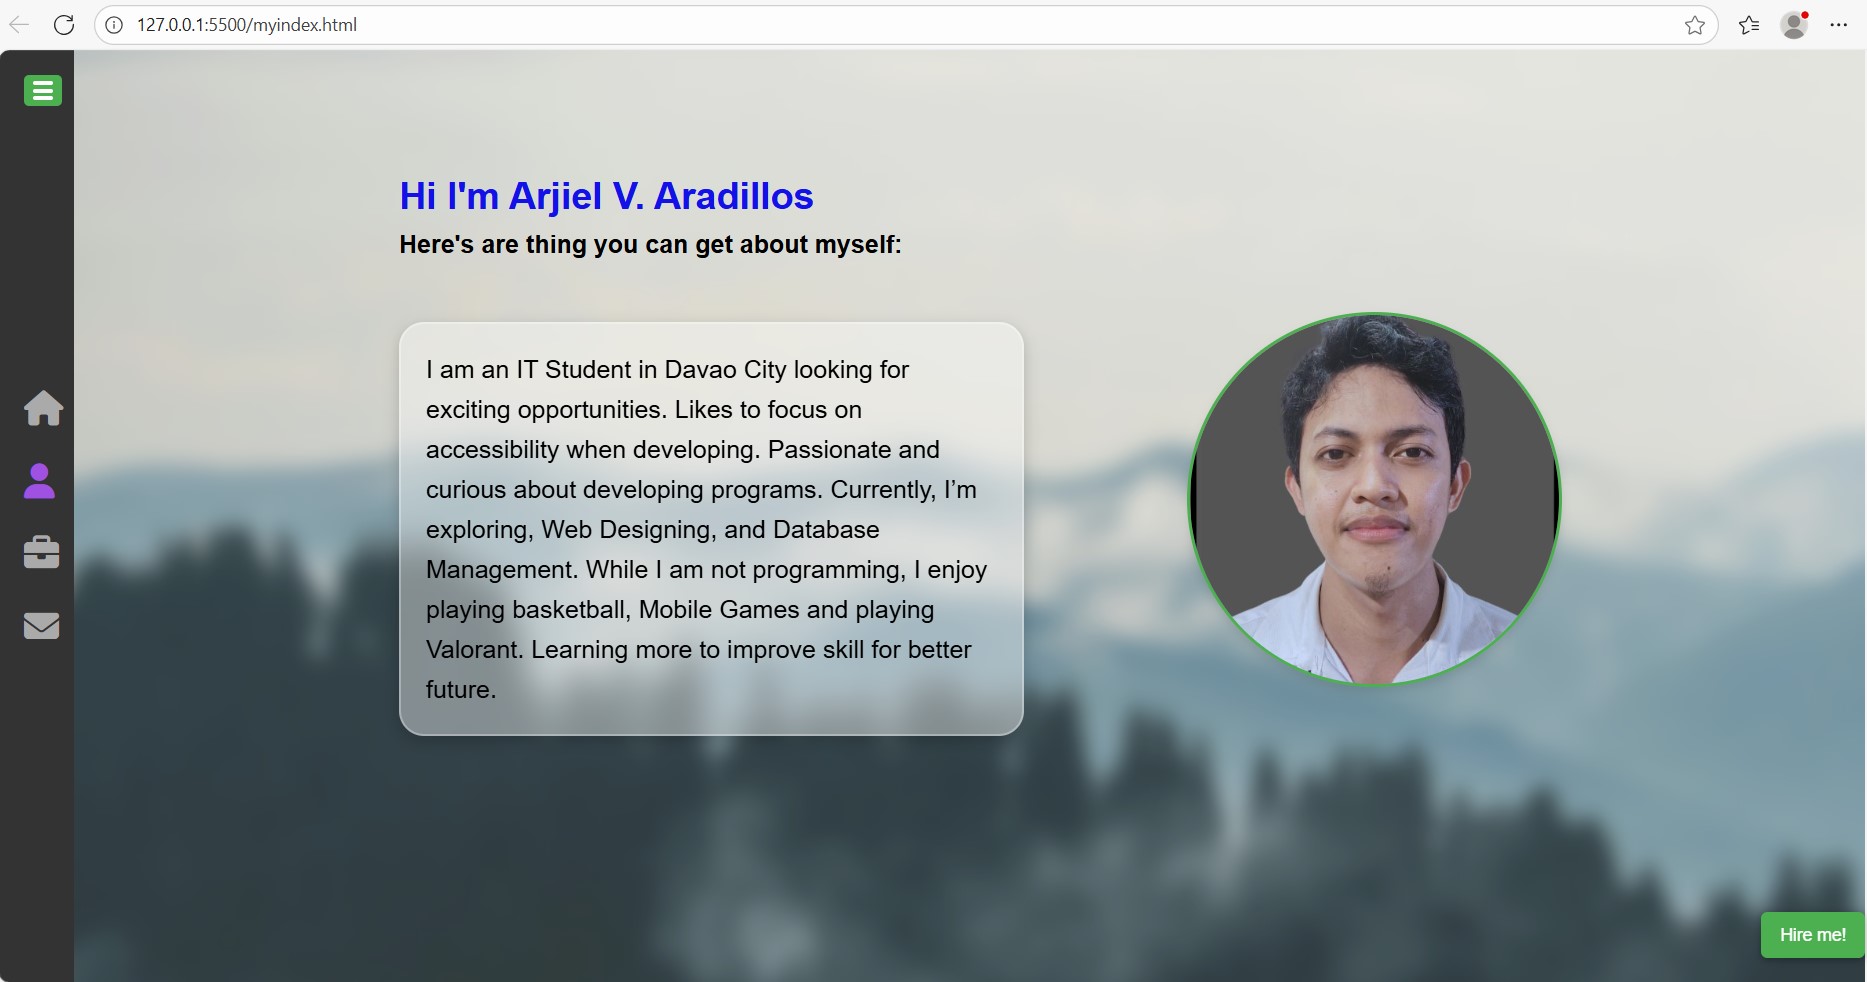 127.0.0.1:5500/myindex.html
Hi I'm Arjiel V. Aradillos
Here's are thing you can get about myself:
I am an IT Student in Davao City looking for
exciting opportunities. Likes to focus on
accessibility when developing. Passionate and
curious about developing programs. Currently, I’m
exploring, Web Designing, and Database
Management. While I am not programming, I enjoy
playing basketball, Mobile Games and playing
Valorant. Learning more to improve skill for better
future.
Hire me!